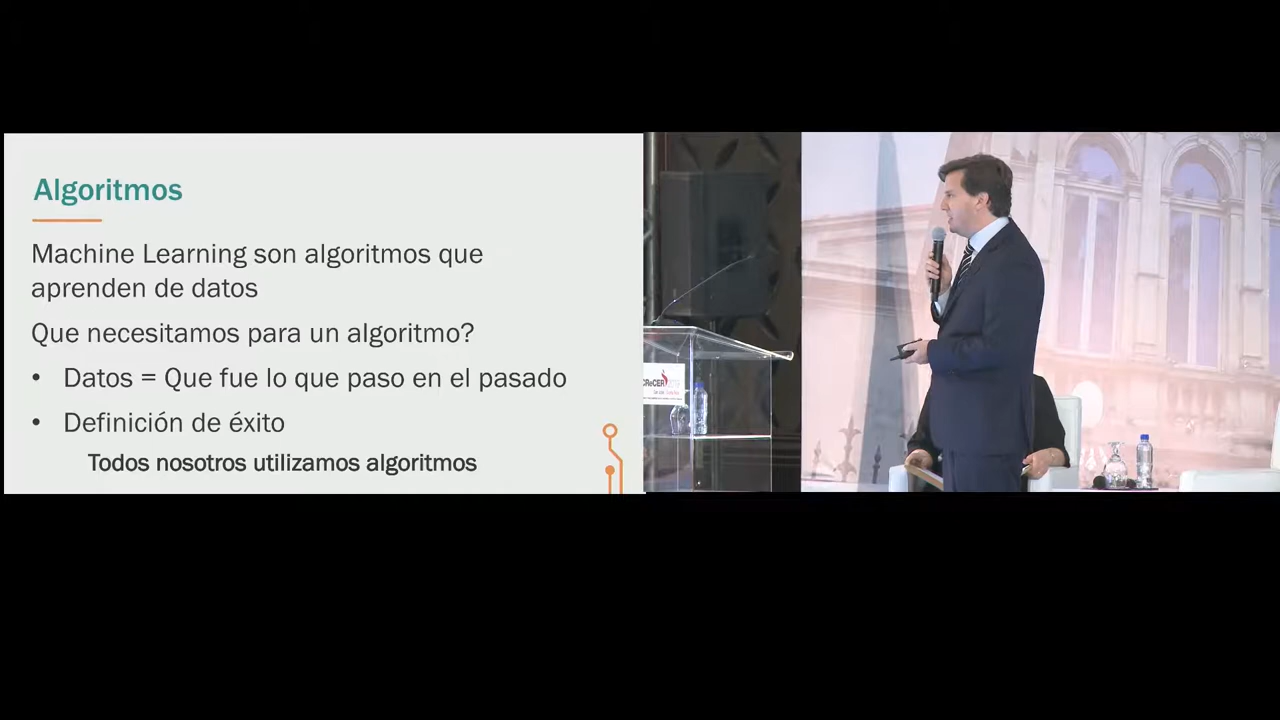 Algoritmos
Machine Learning son algoritmos que
aprenden de datos
Que necesitamos para un algoritmo?
• Datos = Que fue lo que paso en el pasado
• Definición de éxito
Todos nosotros utilizamos algoritmos
CReCER